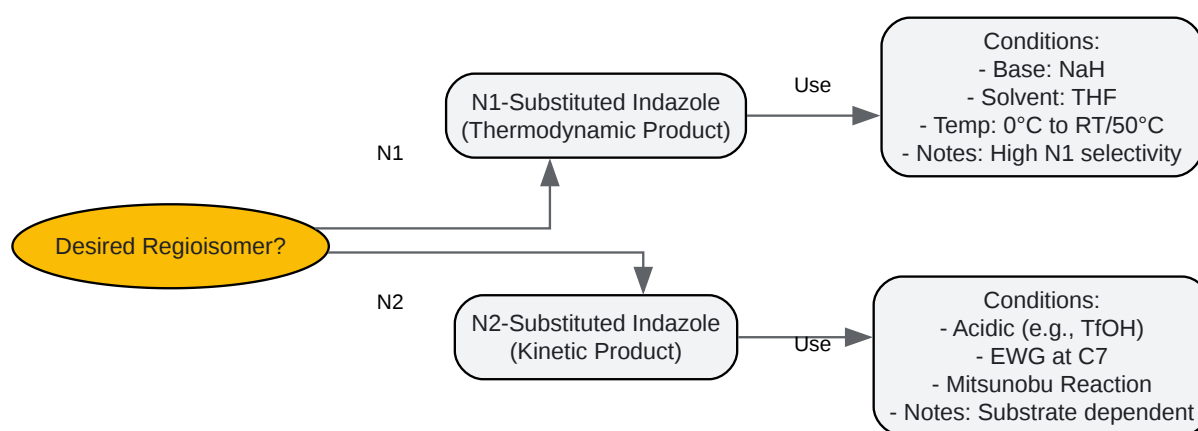 Desired Regioisomer?
N1
N1-Substituted Indazole
(Thermodynamic Product)
Use
Conditions:
- Base: NaH
- Solvent: THF
- Temp: 0°C to RT/50°C
- Notes: High N1 selectivity
N2
N2-Substituted Indazole
(Kinetic Product)
Use
Conditions:
- Acidic (e.g., TfOH)
- EWG at C7
- Mitsunobu Reaction
- Notes: Substrate dependent